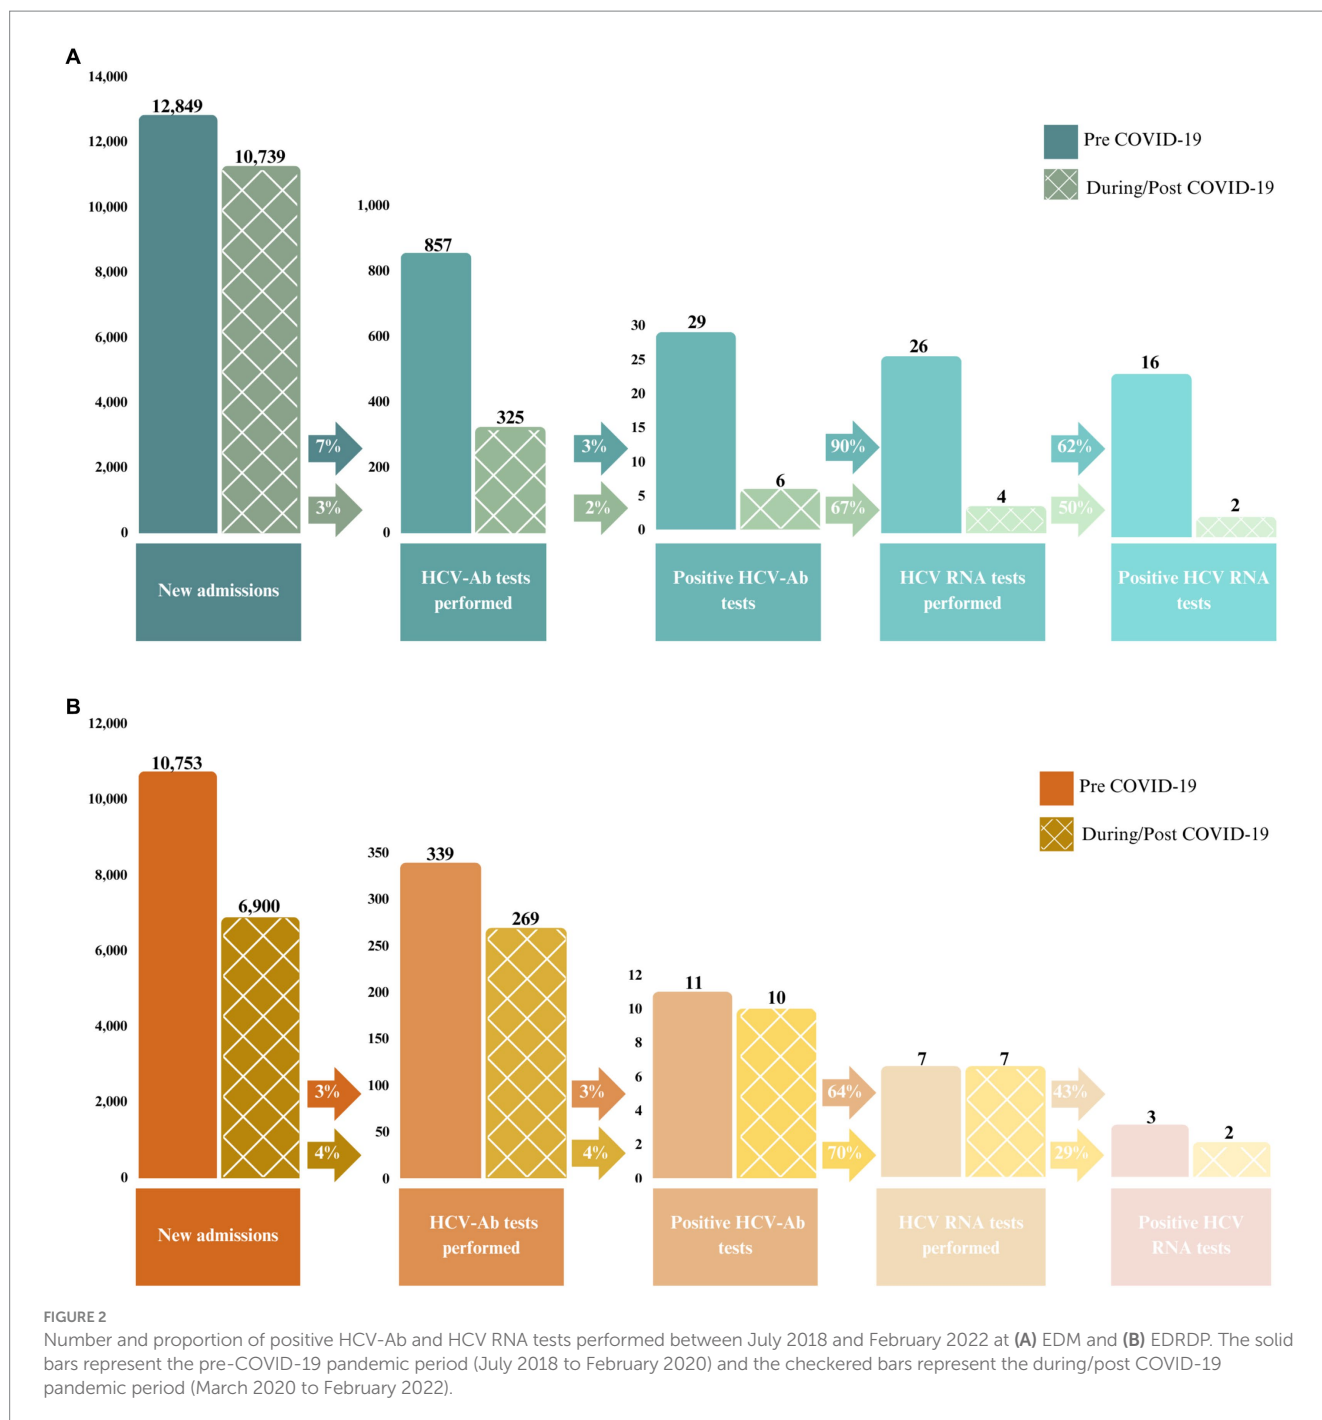 A
14,000
12,000
10,000
8,000
6,000
4,000
2,000
0
12,849
10,739
7%
3%
New admissions
1,000
800
600
400
200
0
857
325
3%
2%
HCV-Ab tests
performed
30
25
20
15
10
5
0
29
6
90%
67%
Positive HCV-Ab
tests
26
4
62%
50%
HCV RNA tests
performed
16
2
Positive HCV RNA
tests
Pre COVID-19
During/Post COVID-19
B
12,000
10,000
8,000
6,000
4,000
2,000
0
10,753
6,900
3%
4%
New admissions
350
300
250
200
150
100
50
0
339
269
3%
4%
HCV-Ab tests
performed
12
10
8
6
4
2
0
11
10
64%
70%
Positive HCV-Ab
tests
7
7
43%
29%
HCV RNA tests
performed
3
2
Positive HCV
RNA tests
Pre COVID-19
During/Post COVID-19
FIGURE 2
Number and proportion of positive HCV-Ab and HCV RNA tests performed between July 2018 and February 2022 at (A) EDM and (B) EDRDP. The solid
bars represent the pre-COVID-19 pandemic period (July 2018 to February 2020) and the checkered bars represent the during/post COVID-19
pandemic period (March 2020 to February 2022).